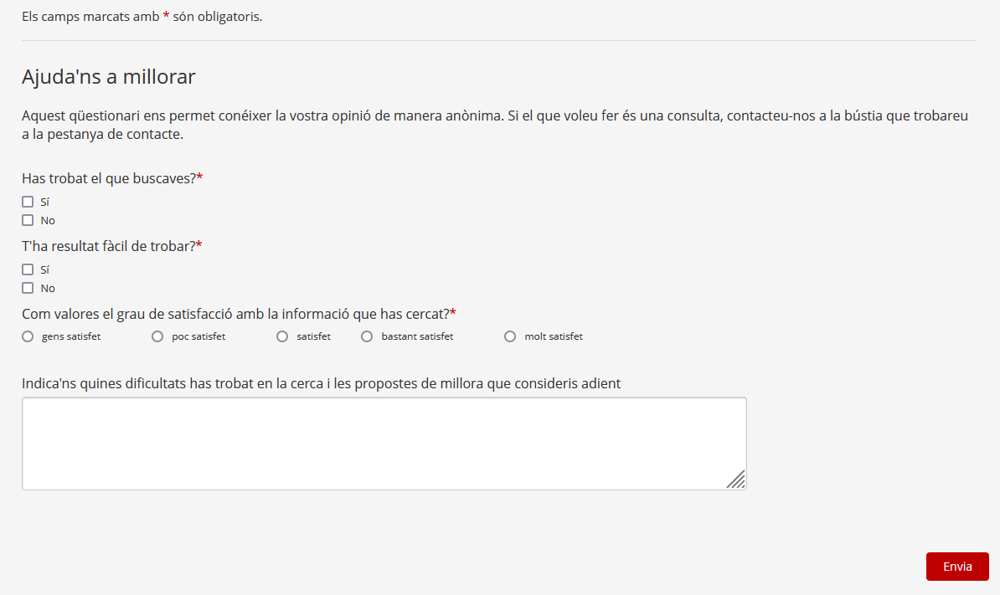 Els camps marcats amb * són obligatoris.
Ajuda'ns a millorar
Aquest qüestionari ens permet conéixer la vostra opinió de manera anònima. Si el que voleu fer és una consulta, contacteu-nos a la bústia que trobareu
a la pestanya de contacte.
Has trobat el que buscaves?*
Sí
No
T'ha resultat fàcil de trobar?*
Sí
No
Com valores el grau de satisfacció amb la informació que has cercat?*
gens satisfet poc satisfet satisfet bastant satisfet molt satisfet
Indica'ns quines dificultats has trobat en la cerca i les propostes de millora que consideris adient
Envia